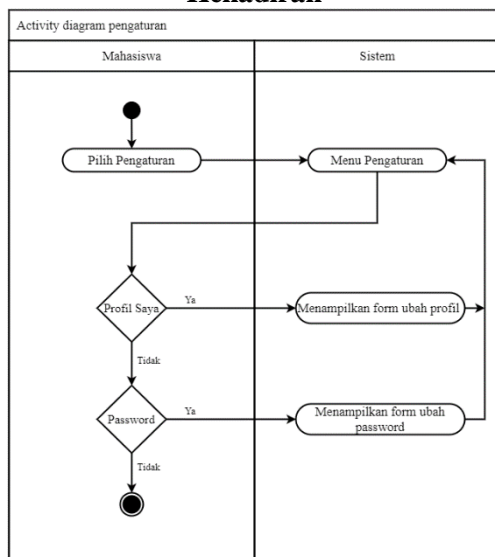 Kehadiran
Activity diagram pengaturan
Mahasiswa
Sistem
Pilih Pengaturan
Menu Pengaturan
Profil Saya
Ya
Menampilkan form ubah profil
Tidak
Password
Ya
Menampilkan form ubah
password
Tidak